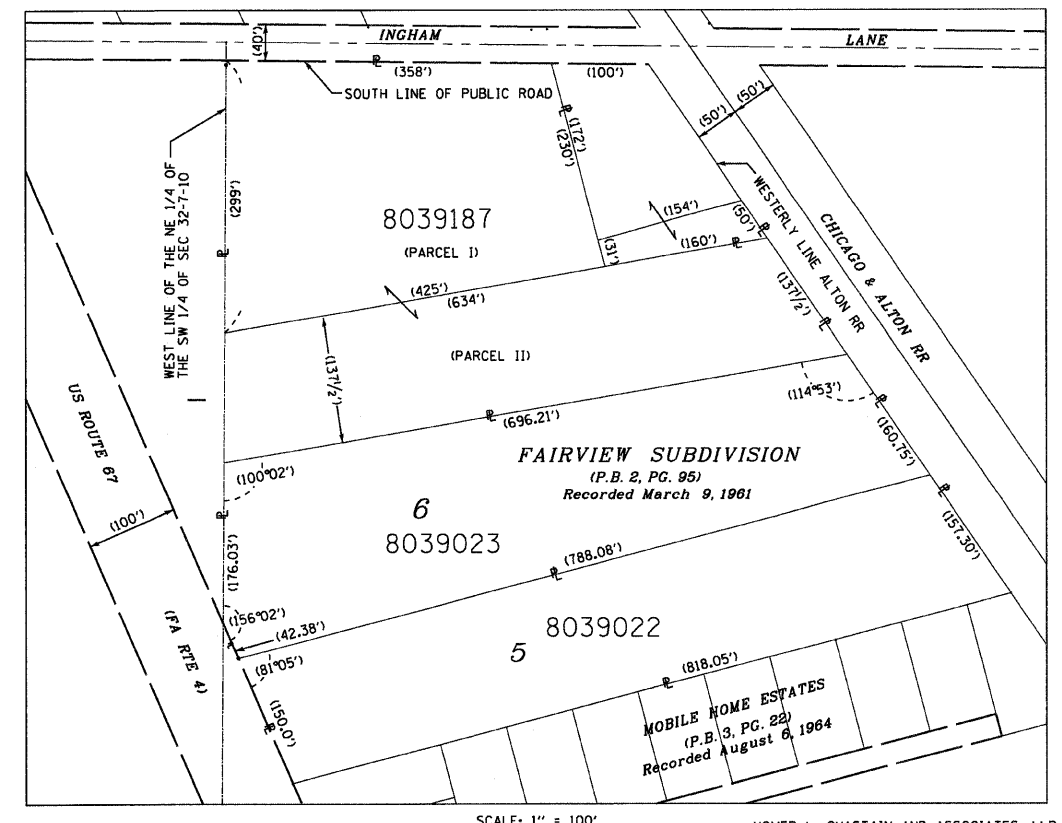 INGHAM
LANE
(40')
(358')
(100')
SOUTH LINE OF PUBLIC ROAD
(50')
(50')
(172')
(230')
WEST LINE OF THE NE 1/4 OF
THE SW 1/4 OF SEC 32-7-10
(299')
8039187
(PARCEL I)
(154')
(50')
(31')
(160')
WESTERLY LINE ALTON RR
CHICAGO & ALTON RR
(425')
(634')
(137½')
(PARCEL II)
(137½')
(114°53')
(696.21')
US ROUTE 67
(160.75')
FAIRVIEW SUBDIVISION
(P.B. 2, PG. 95)
Recorded March 9, 1961
(100°02')
6
8039023
(100')
(157.30')
(176.03')
(788.08')
(156°02')
(42.38')
8039022
5
(FA RTE 4)
(81°05')
(818.05')
(150.0')
MOBILE HOME ESTATES
(P.B. 3, PG. 22)
Recorded August 6, 1964
SCALE: 1" = 100'